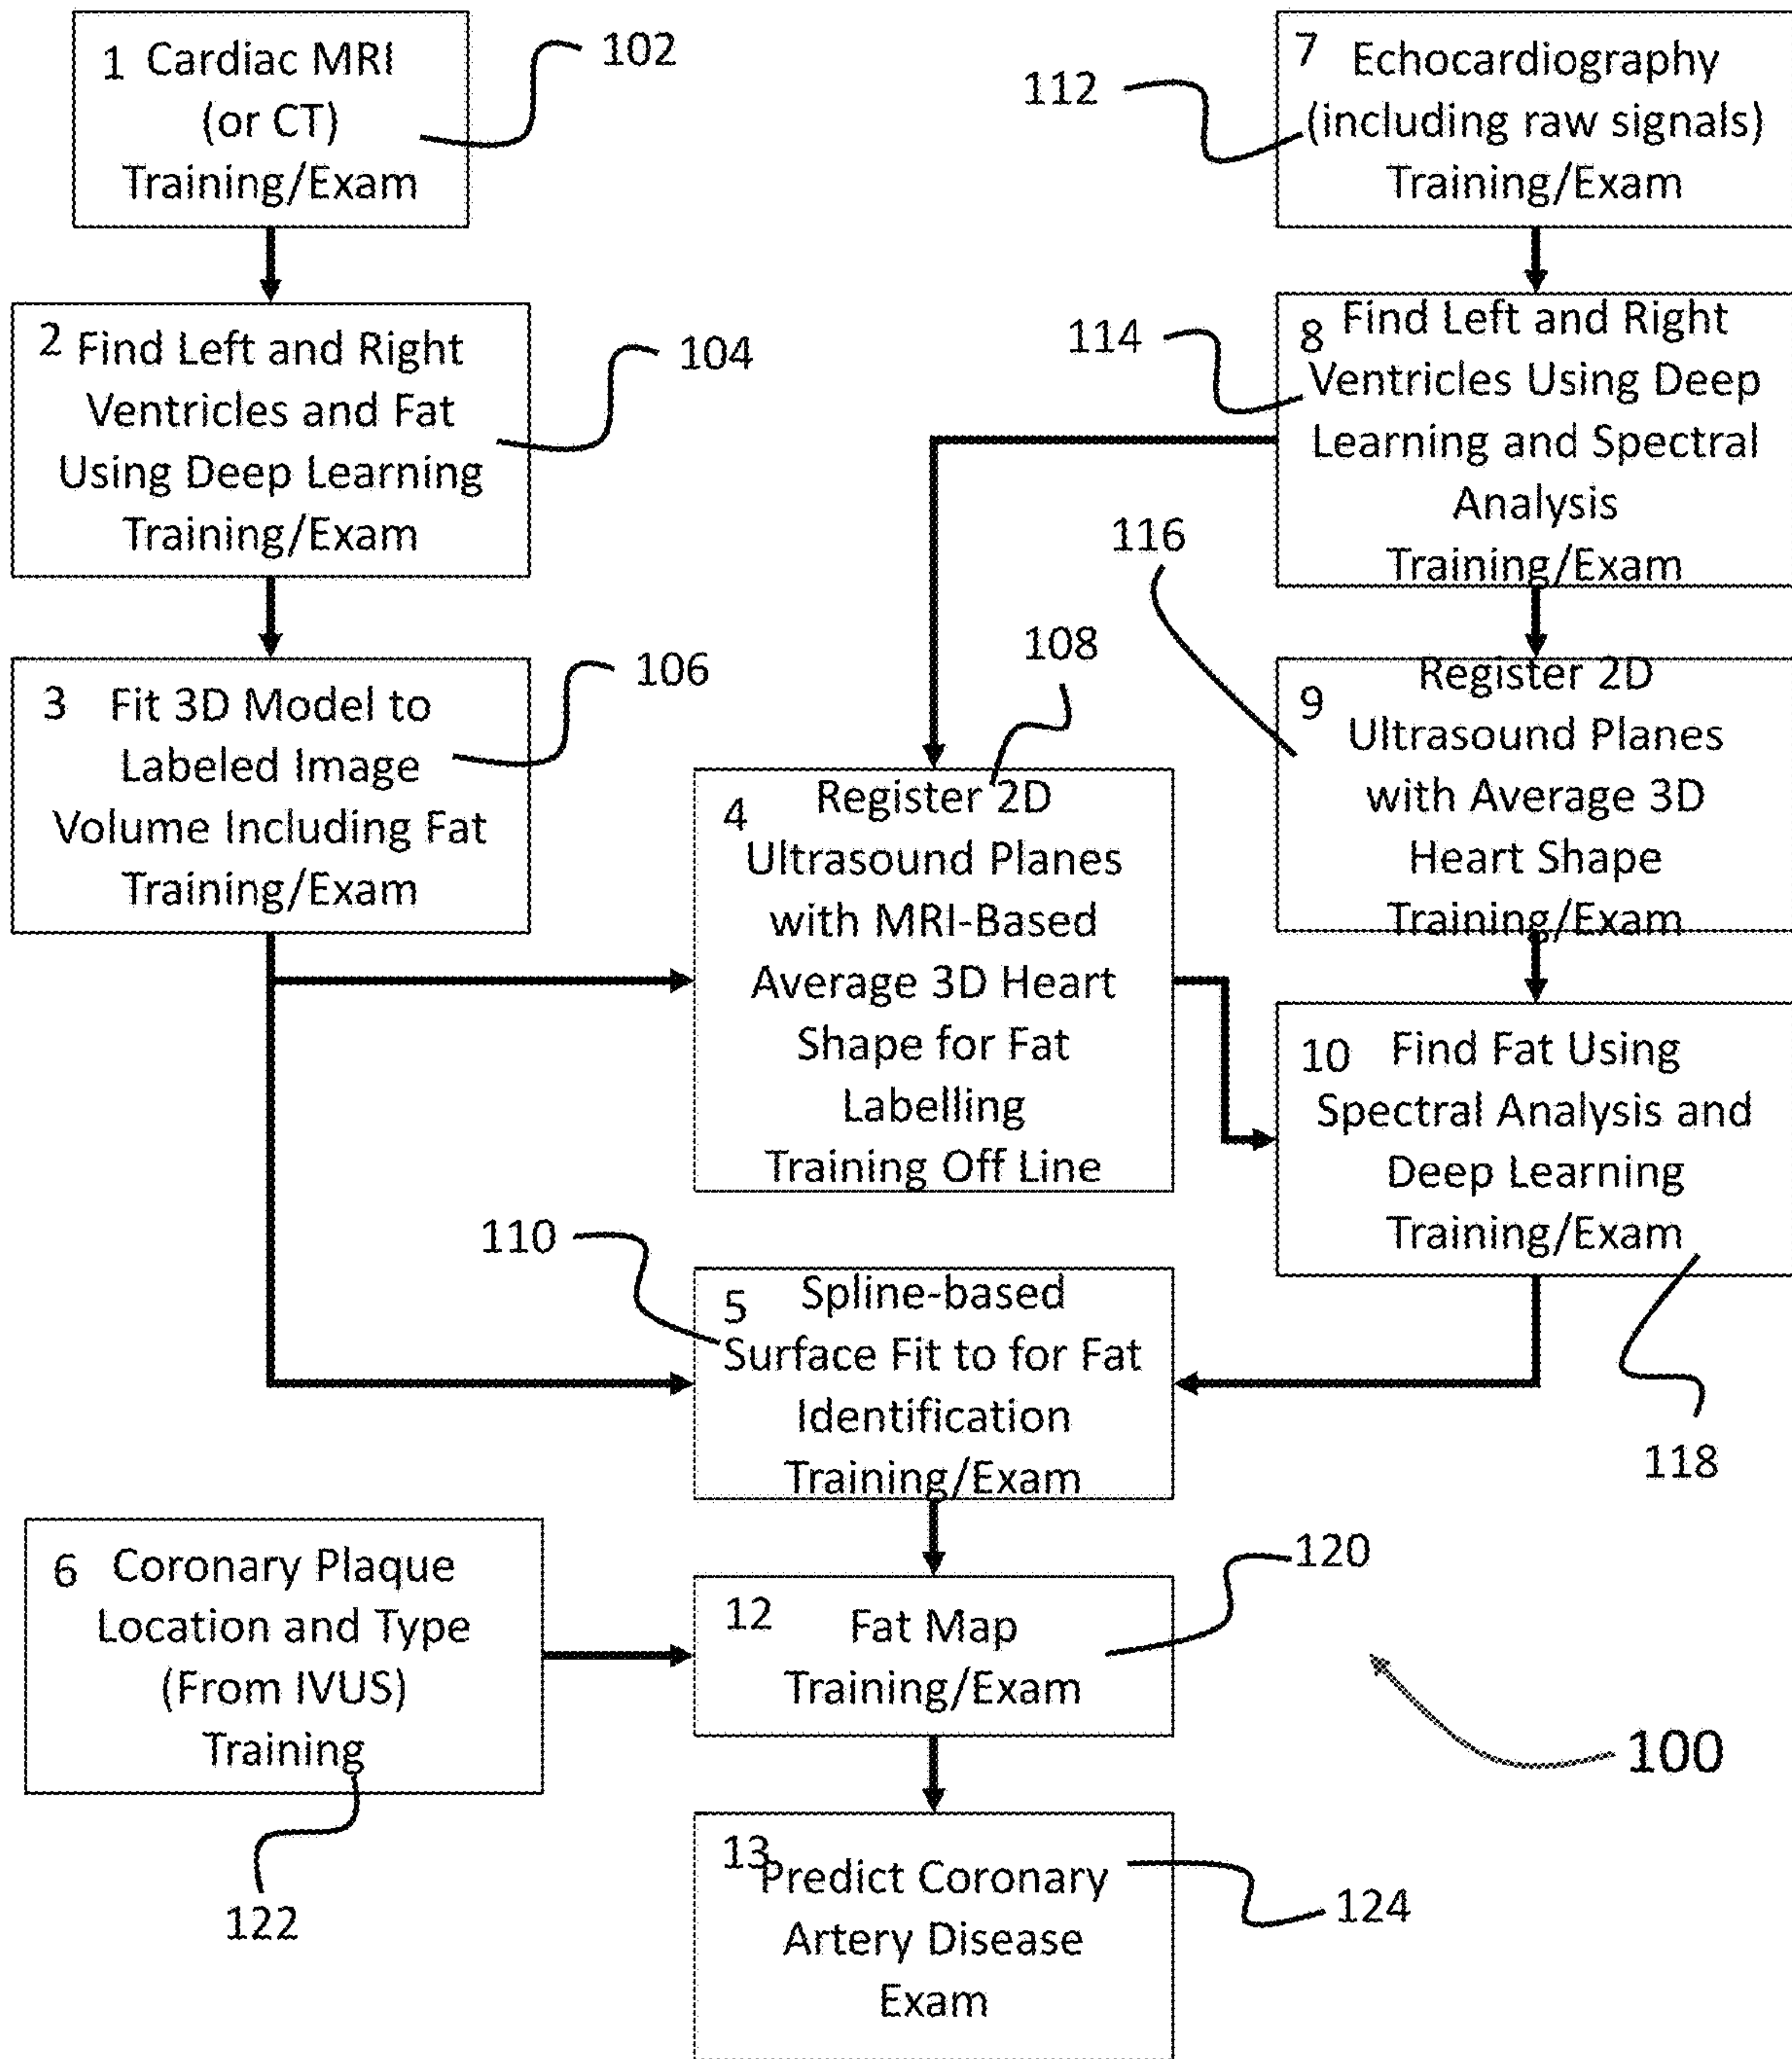 1 Cardiac MRI
(or CT)
Training/Exam
102
2 Find Left and Right
Ventricles and Fat
Using Deep Learning
Training/Exam
104
3 Fit 3D Model to
Labeled Image
Volume Including Fat
Training/Exam
106
7 Echocardiography
(including raw signals)
Training/Exam
112
8 Find Left and Right
Ventricles Using Deep
Learning and Spectral
Analysis
Training/Exam
114
116
9 Register 2D
Ultrasound Planes
with Average 3D
Heart Shape
Training/Exam
108
4 Register 2D
Ultrasound Planes
with MRI-Based
Average 3D Heart
Shape for Fat
Labelling
Training Off Line
10 Find Fat Using
Spectral Analysis and
Deep Learning
Training/Exam
118
110
5 Spline-based
Surface Fit to for Fat
Identification
Training/Exam
6 Coronary Plaque
Location and Type
(From IVUS)
Training
122
12 Fat Map
Training/Exam
120
100
13 Predict Coronary
Artery Disease
Exam
124